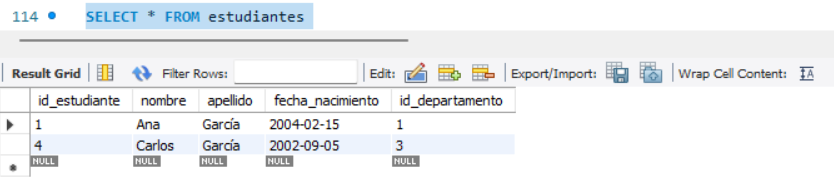 114 SELECT * FROM estudiantes
Result Grid Filter Rows: Edit: Export/Import: Wrap Cell Content: IA
id_estudiante nombre apellido fecha_nacimiento id_departamento
1 Ana García 2004-02-15 1
4 Carlos García 2002-09-05 3
NULL NULL NULL NULL NULL